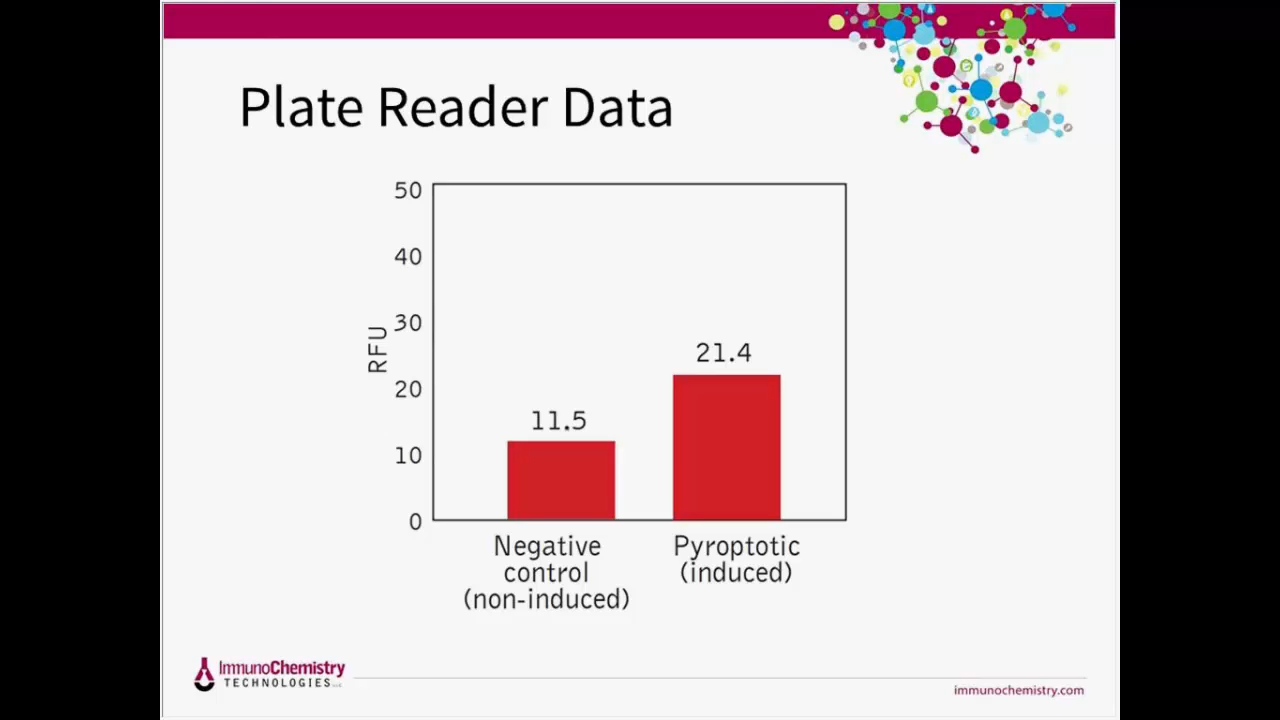 Plate Reader Data
50
40
30
20
10
0
RFU
11.5
21.4
Negative
control
(non-induced)
Pyroptotic
(induced)
ImmunoChemistry
TECHNOLOGIES
immunochemistry.com